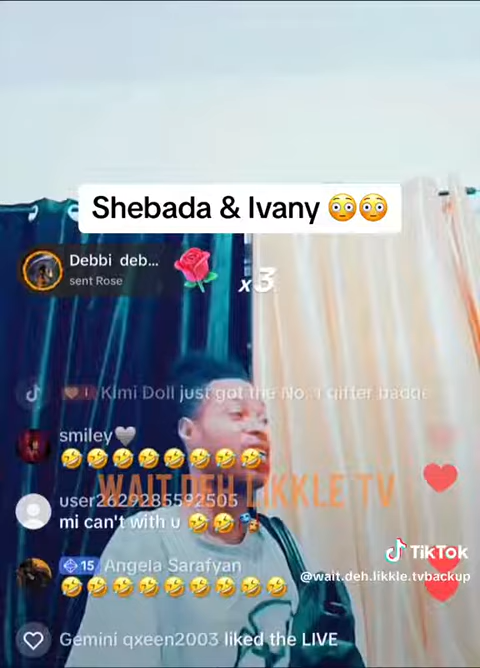 Shebada & Ivany 😳😳
Debbi deb...
sent Rose
x3
Kimi Doll just got the No. 1 gifter badge
smiley🤍
🤣🤣🤣🤣🤣🤣🤣🤣
WAIT DEH LIKKLE TV
user2629285592505
mi can't with u 🤣🤣
15 Angela Sarafyan
🤣🤣🤣🤣🤣🤣🤣🤣🤣
TikTok
@wait.deh.likkle.tvbackup
Gemini qxeen2003 liked the LIVE